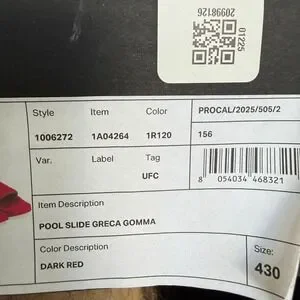 20998126
01225
Style Item Color PROCAL/2025/505/2
1006272 1A04264 1R120 156
Var. Label Tag
UFC
8 054034 468321
Item Description
POOL SLIDE GRECA GOMMA
Color Description
DARK RED
Size:
430